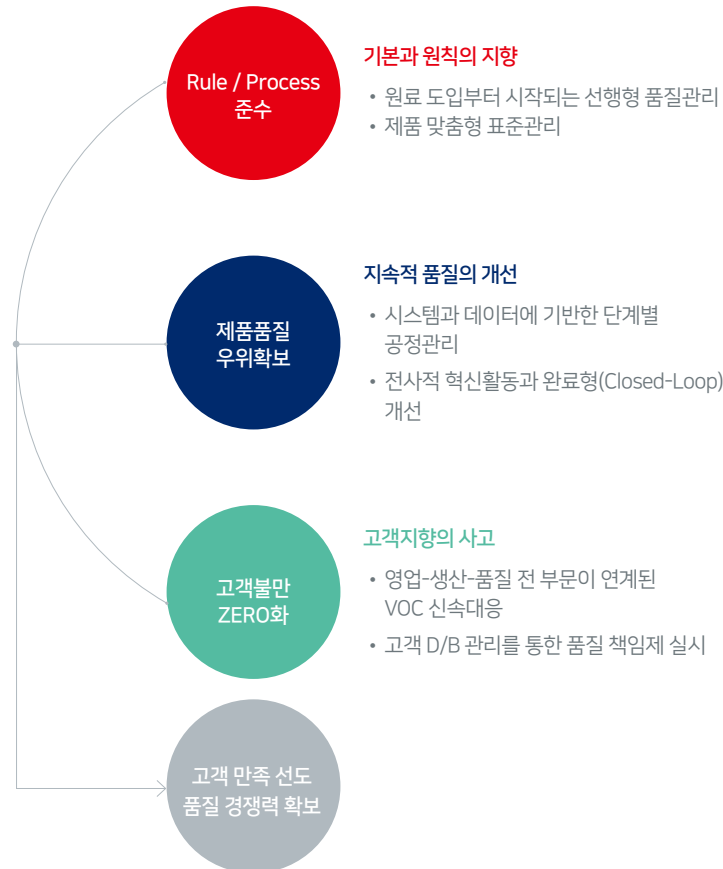 Rule / Process
준수
기본과 원칙의 지향
• 원료 도입부터 시작되는 선행형 품질관리
• 제품 맞춤형 표준관리
제품품질
우위확보
지속적 품질의 개선
• 시스템과 데이터에 기반한 단계별
공정관리
• 전사적 혁신활동과 완료형(Closed-Loop)
개선
고객불만
ZERO화
고객지향의 사고
• 영업-생산-품질 전 부문이 연계된
VOC 신속대응
• 고객 D/B 관리를 통한 품질 책임제 실시
고객 만족 선도
품질 경쟁력 확보